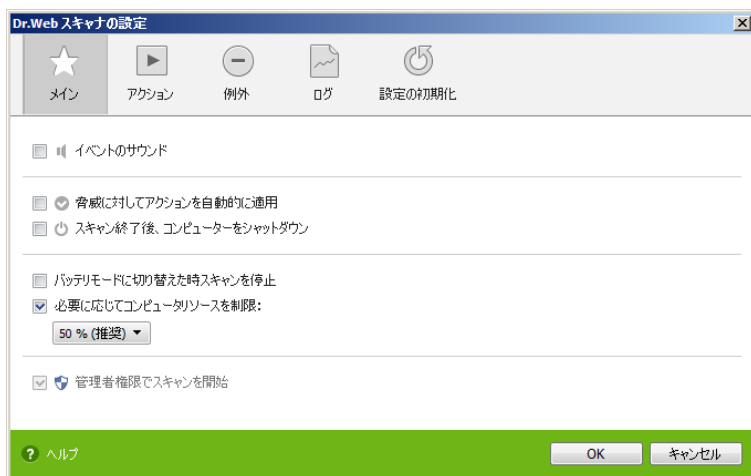 Dr.Web スキャナの設定
メイン
アクション
例外
ログ
設定の初期化
イベントのサウンド
脅威に対してアクションを自動的に適用
スキャン終了後、コンピューターをシャットダウン
バッテリモードに切り替えた時スキャンを停止
必要に応じてコンピュータリソースを制限:
50 % (推奨)
管理者権限でスキャンを開始
? ヘルプ
OK
キャンセル